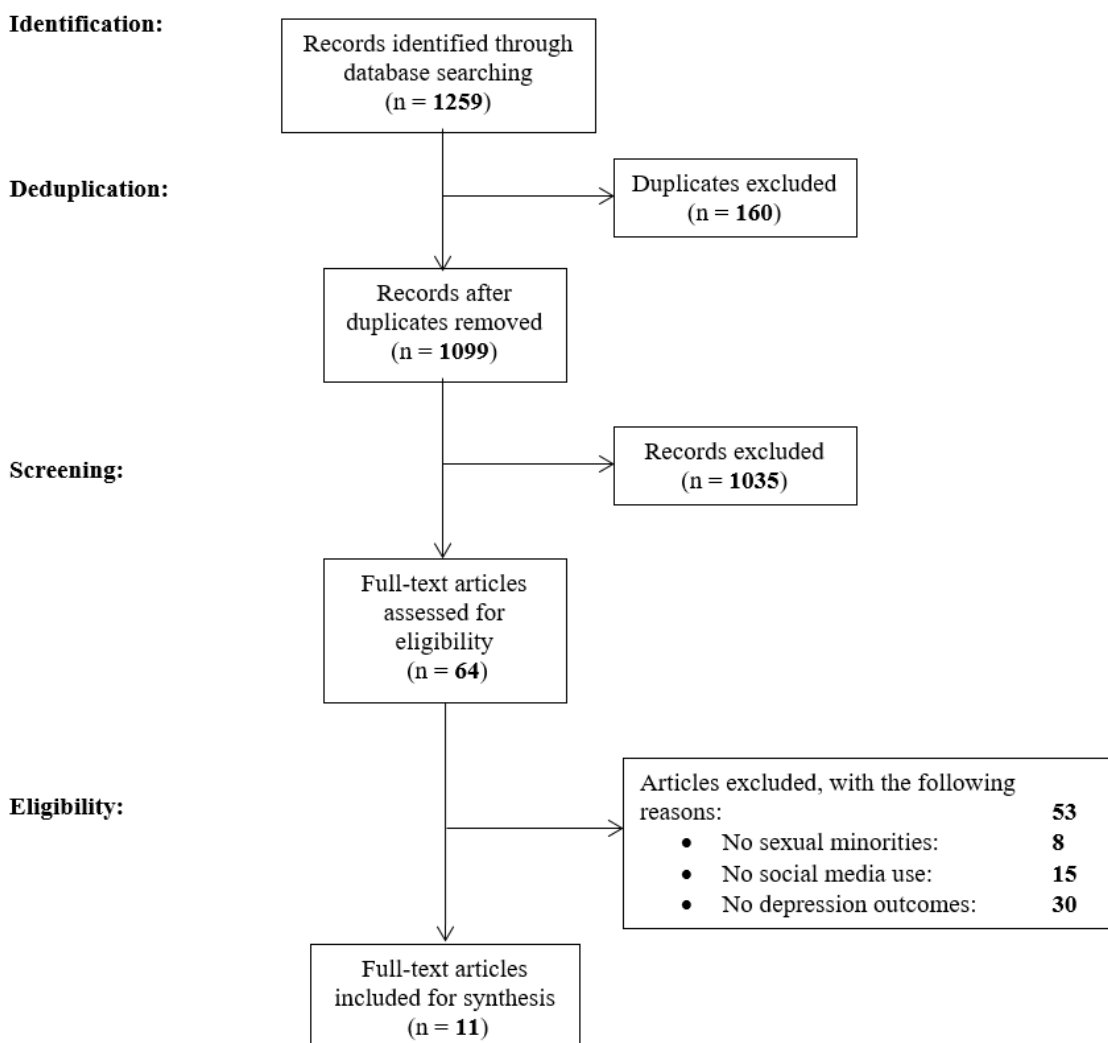 Identification:
Records identified through
database searching
(n = 1259)
Deduplication:
Duplicates excluded
(n = 160)
Records after
duplicates removed
(n = 1099)
Screening:
Records excluded
(n = 1035)
Full-text articles
assessed for
eligibility
(n = 64)
Eligibility:
Articles excluded, with the following
reasons: 53
• No sexual minorities: 8
• No social media use: 15
• No depression outcomes: 30
Full-text articles
included for synthesis
(n = 11)